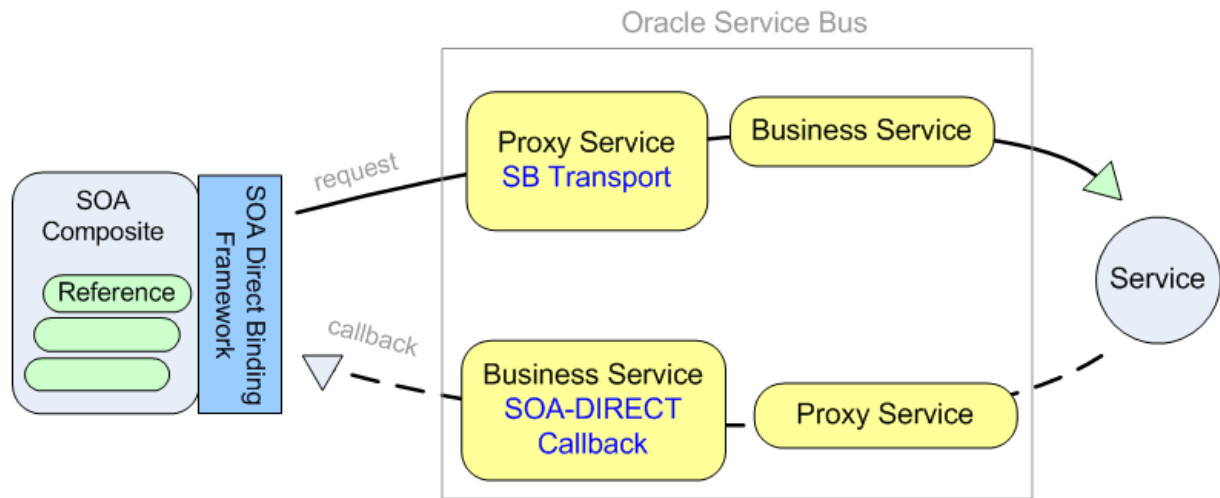 Oracle Service Bus
Proxy Service
SB Transport
Business Service
request
SOA
Composite
Reference
SOA Direct Binding
Framework
Service
callback
Business Service
SOA-DIRECT
Callback
Proxy Service